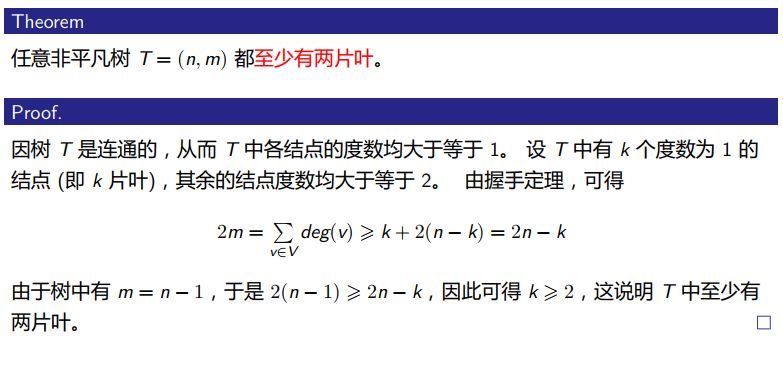 Theorem
任意非平凡树 T = (n, m) 都至少有两片叶。
Proof.
因树 T 是连通的，从而 T 中各结点的度数均大于等于 1。 设 T 中有 k 个度数为 1 的
结点 (即 k 片叶)，其余的结点度数均大于等于 2。 由握手定理，可得
2m = ∑_{v∈V} deg(v) ⩾ k + 2(n − k) = 2n − k
由于树中有 m = n − 1，于是 2(n − 1) ⩾ 2n − k，因此可得 k ⩾ 2，这说明 T 中至少有
两片叶。 □